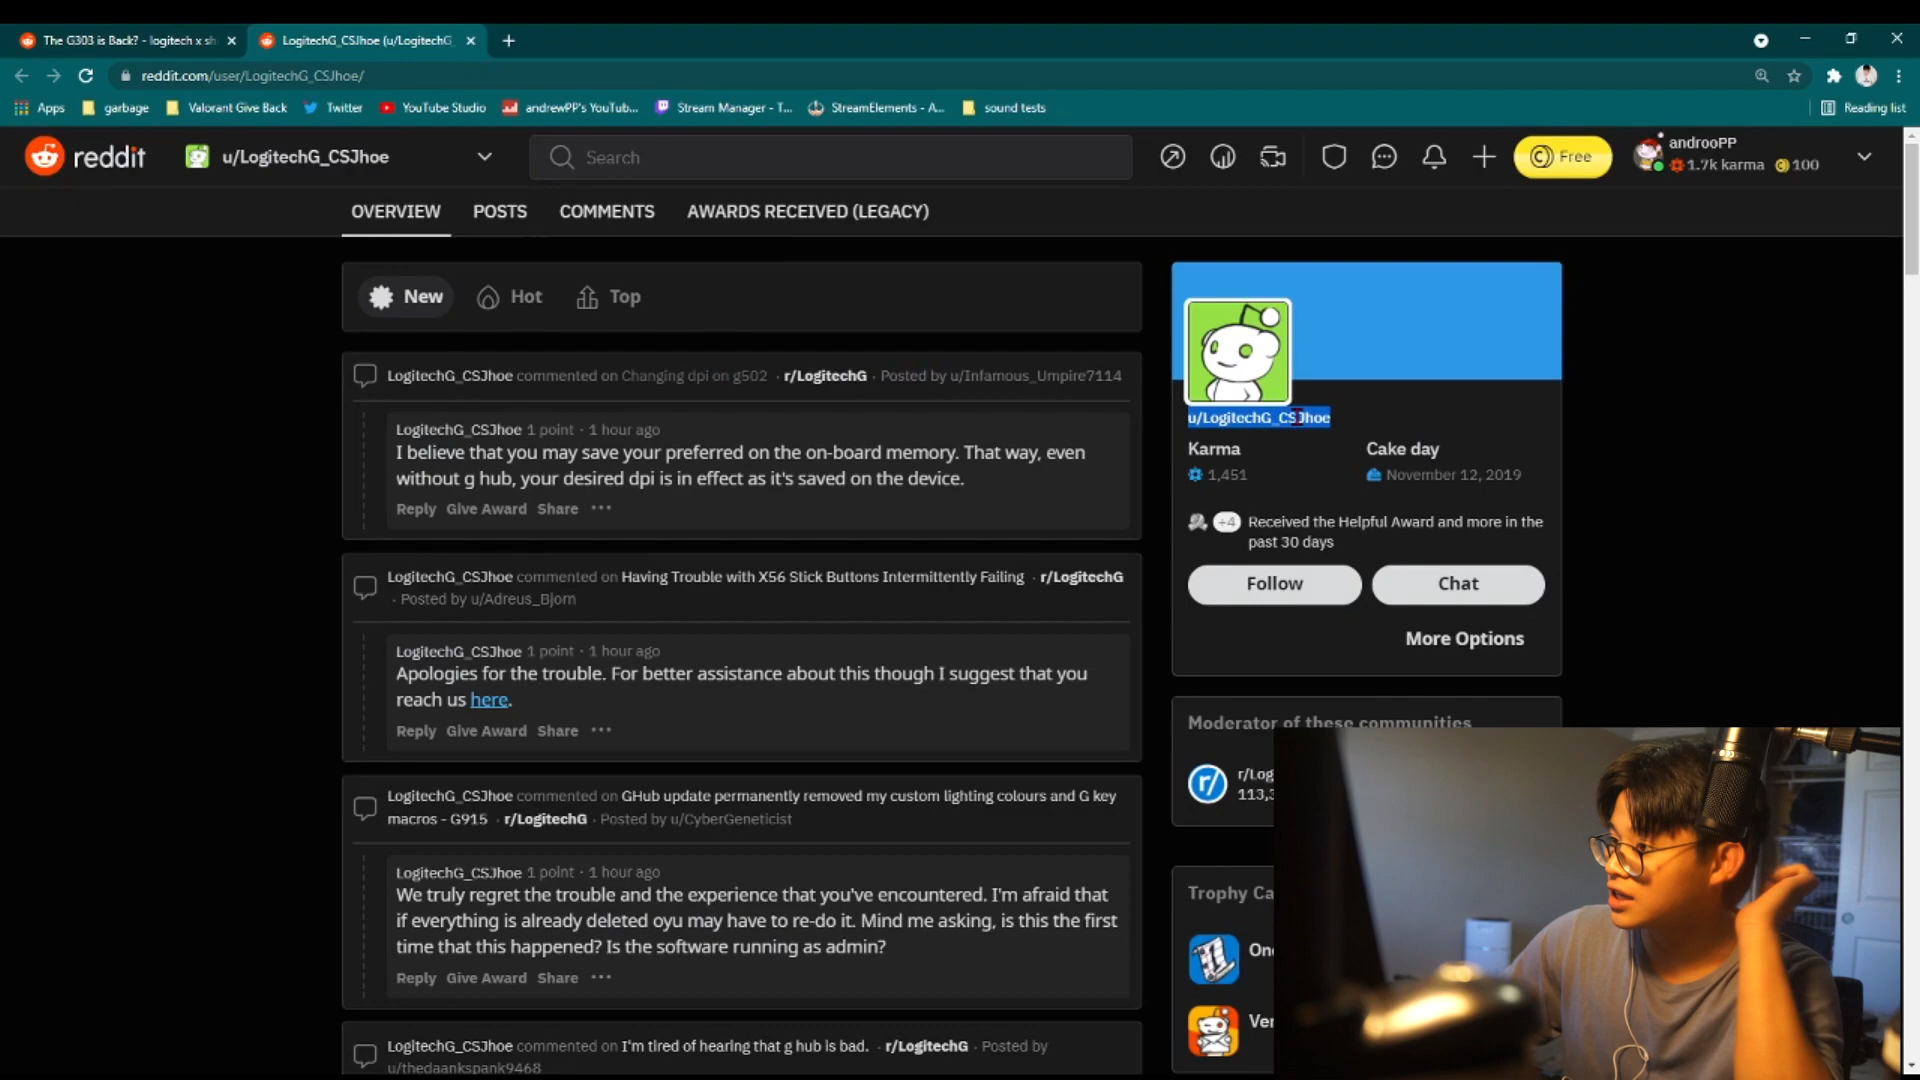 The G303 is Back? - logitech x sh
LogitechG_CSJhoe (u/LogitechG_
reddit.com/user/LogitechG_CSJhoe/
Apps garbage Valorant Give Back Twitter YouTube Studio andrewPP's YouTub... Stream Manager - T... StreamElements - A... sound tests Reading list
reddit u/LogitechG_CSJhoe Search Free androoPP
1.7k karma 100
OVERVIEW POSTS COMMENTS AWARDS RECEIVED (LEGACY)
New Hot Top
LogitechG_CSJhoe commented on Changing dpi on g502 · r/LogitechG · Posted by u/Infamous_Umpire7114
LogitechG_CSJhoe 1 point · 1 hour ago
I believe that you may save your preferred on the on-board memory. That way, even
without g hub, your desired dpi is in effect as it's saved on the device.
Reply Give Award Share ···
LogitechG_CSJhoe commented on Having Trouble with X56 Stick Buttons Intermittently Failing · r/LogitechG
· Posted by u/Adreus_Bjorn
LogitechG_CSJhoe 1 point · 1 hour ago
Apologies for the trouble. For better assistance about this though I suggest that you
reach us here.
Reply Give Award Share ···
LogitechG_CSJhoe commented on GHub update permanently removed my custom lighting colours and G key
macros - G915 · r/LogitechG · Posted by u/CyberGeneticist
LogitechG_CSJhoe 1 point · 1 hour ago
We truly regret the trouble and the experience that you've encountered. I'm afraid that
if everything is already deleted oyu may have to re-do it. Mind me asking, is this the first
time that this happened? Is the software running as admin?
Reply Give Award Share ···
LogitechG_CSJhoe commented on I'm tired of hearing that g hub is bad. · r/LogitechG · Posted by
u/thedaankspank9468
u/LogitechG_CSJhoe
Karma Cake day
1,451 November 12, 2019
+4 Received the Helpful Award and more in the
past 30 days
Follow Chat
More Options
Moderator of these communities
r/ r/Log
113,3
Trophy Ca
On
Ver